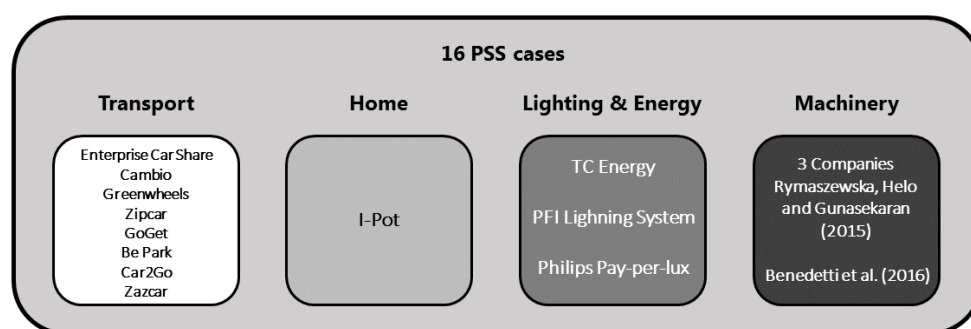 16 PSS cases
Transport
Enterprise Car Share
Cambio
Greenwheels
Zipcar
GoGet
Be Park
Car2Go
Zazcar
Home
I-Pot
Lighting & Energy
TC Energy
PFI Lighning System
Philips Pay-per-lux
Machinery
3 Companies
Rymaszewska, Helo
and Gunasekaran
(2015)
Benedetti et al. (2016)